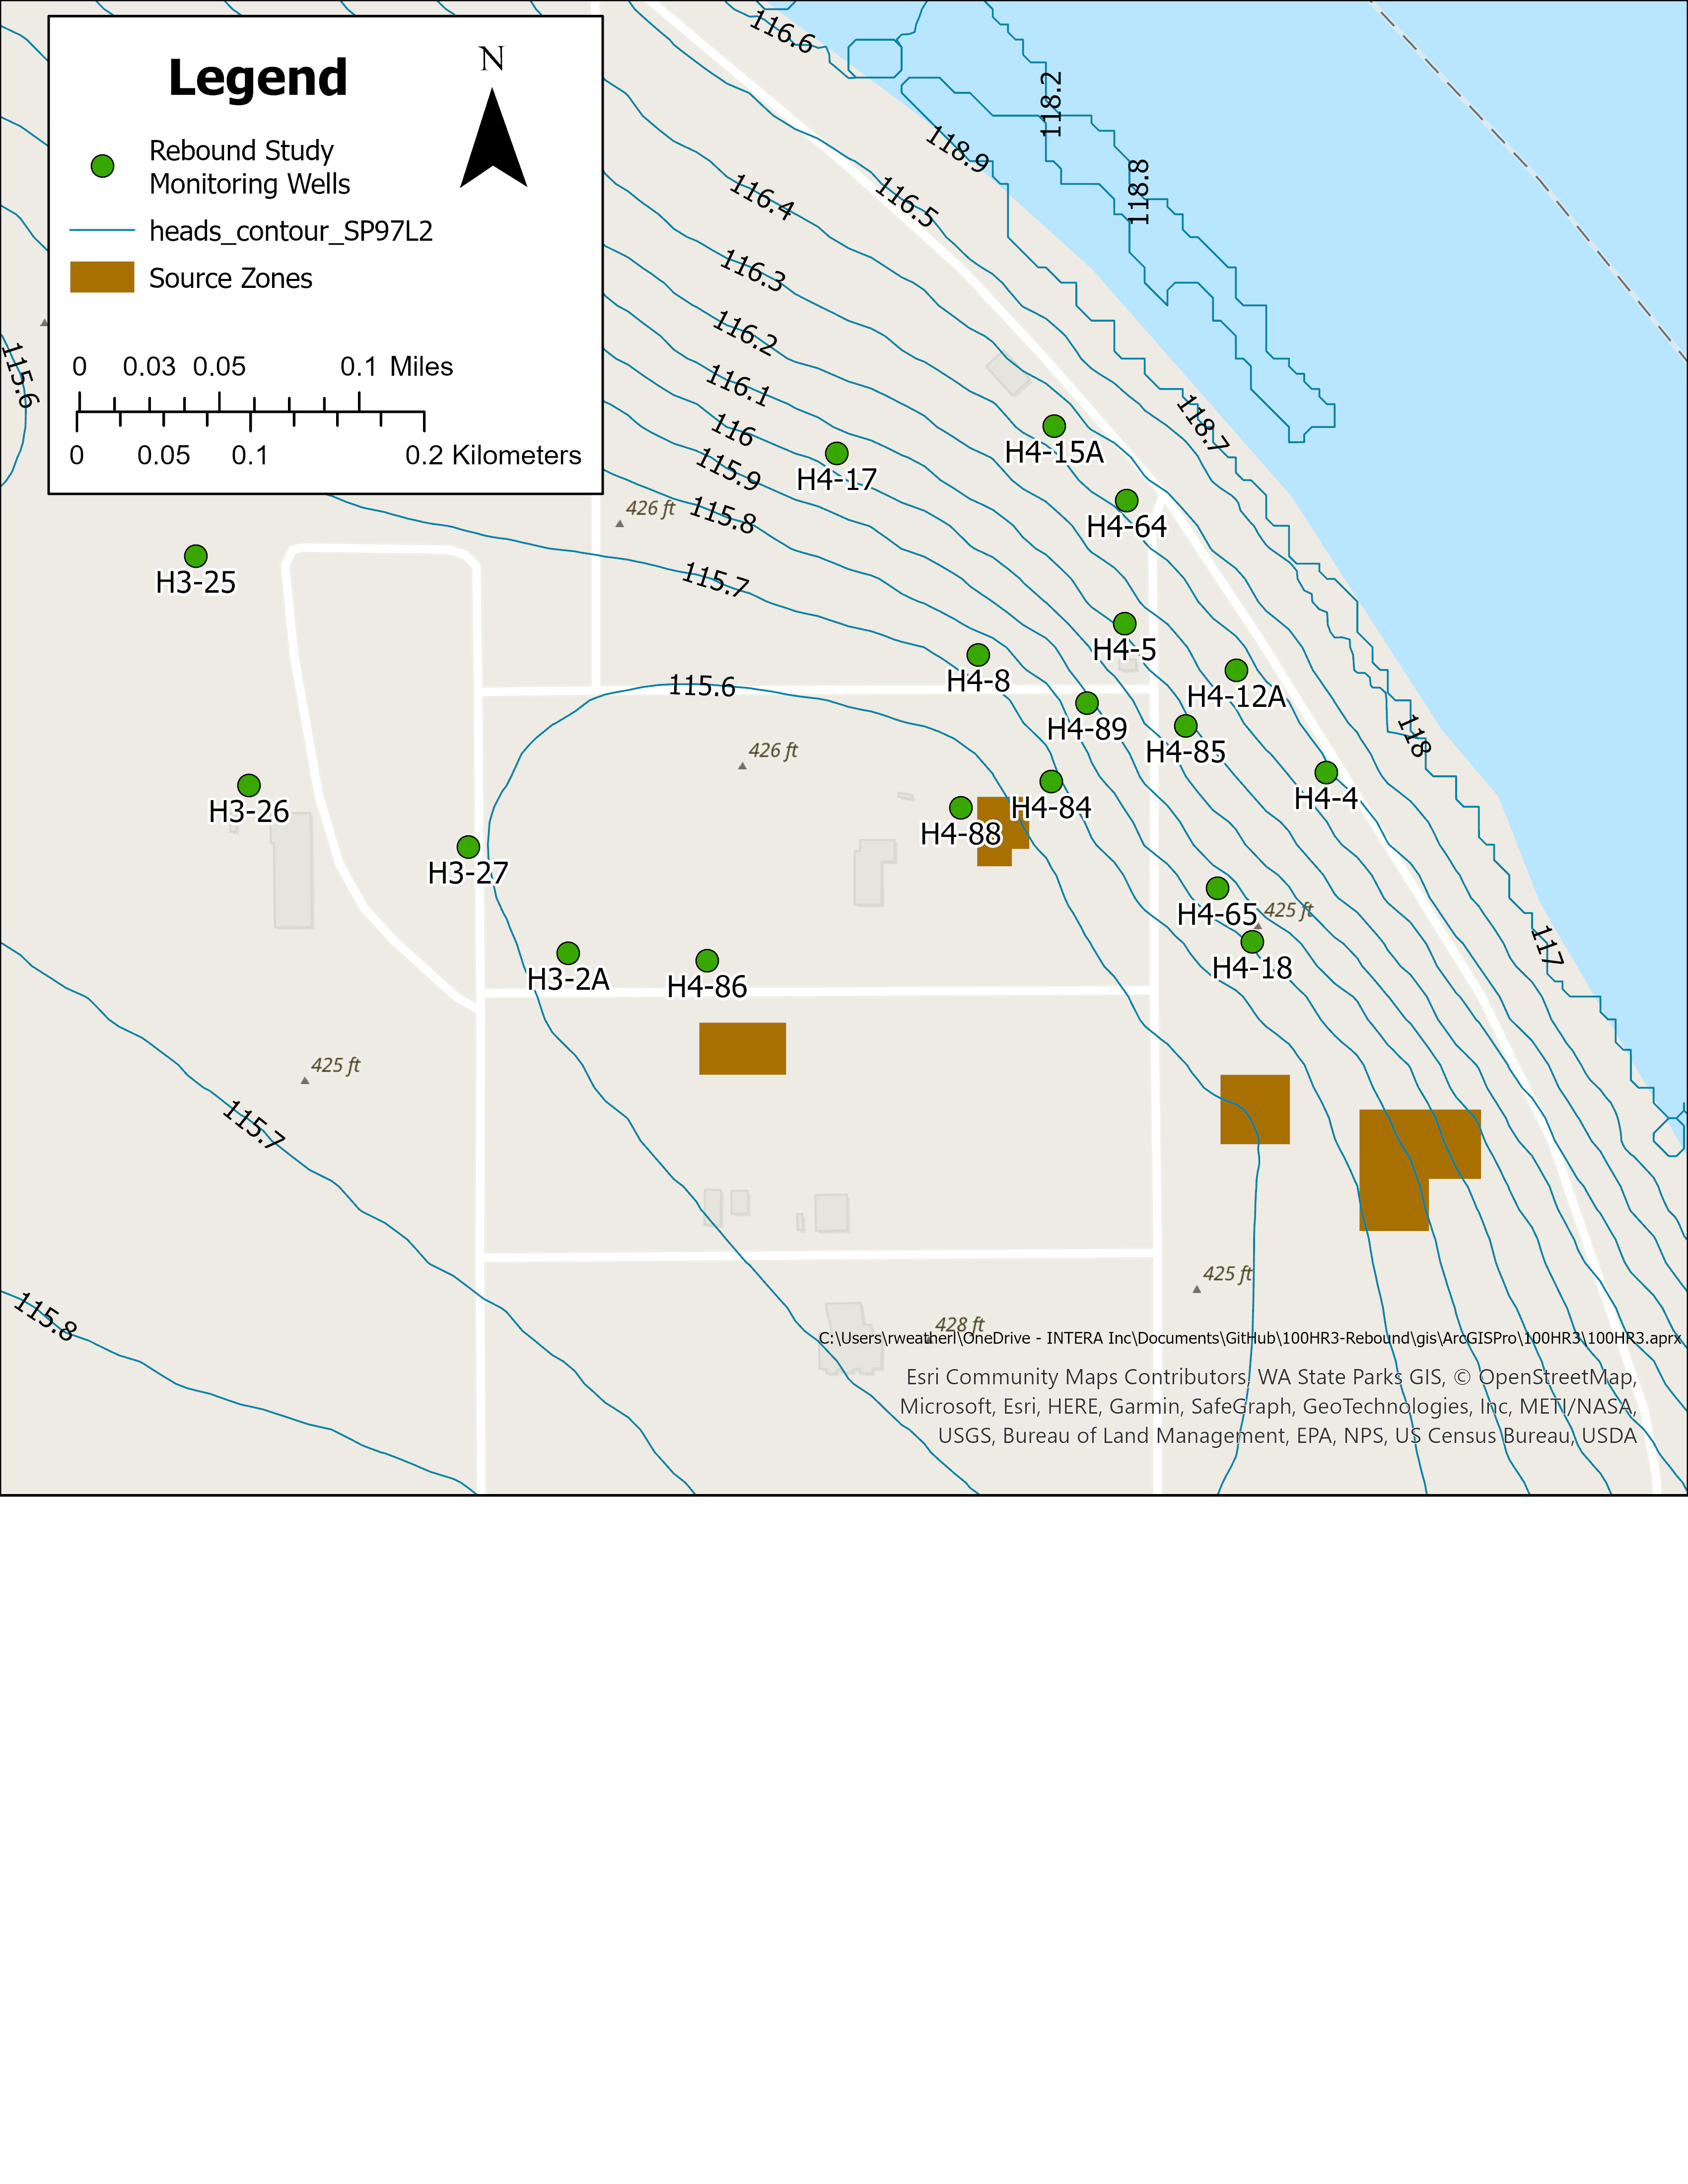 Legend
N
Rebound Study
Monitoring Wells
heads_contour_SP97L2
Source Zones
0 0.03 0.05 0.1 Miles
0 0.05 0.1 0.2 Kilometers
116.6
118.2
118.9
118.8
116.4
116.5
116.3
116.2
115.6
116.1
118.7
116
H4-15A
115.9
H4-17
426 ft
115.8
H4-64
115.7
H3-25
H4-5
H4-8
115.6
H4-12A
H4-89
118
426 ft
H4-85
H4-4
H4-84
H3-26
H4-88
H3-27
425 ft
H4-65
117
H4-18
H3-2A
H4-86
425 ft
115.7
425 ft
115.8
428 ft
C:\Users\rweatherl\OneDrive - INTERA Inc\Documents\GitHub\100HR3-Rebound\gis\ArcGISPro\100HR3\100HR3.aprx
Esri Community Maps Contributors, WA State Parks GIS, © OpenStreetMap,
Microsoft, Esri, HERE, Garmin, SafeGraph, GeoTechnologies, Inc, METI/NASA,
USGS, Bureau of Land Management, EPA, NPS, US Census Bureau, USDA